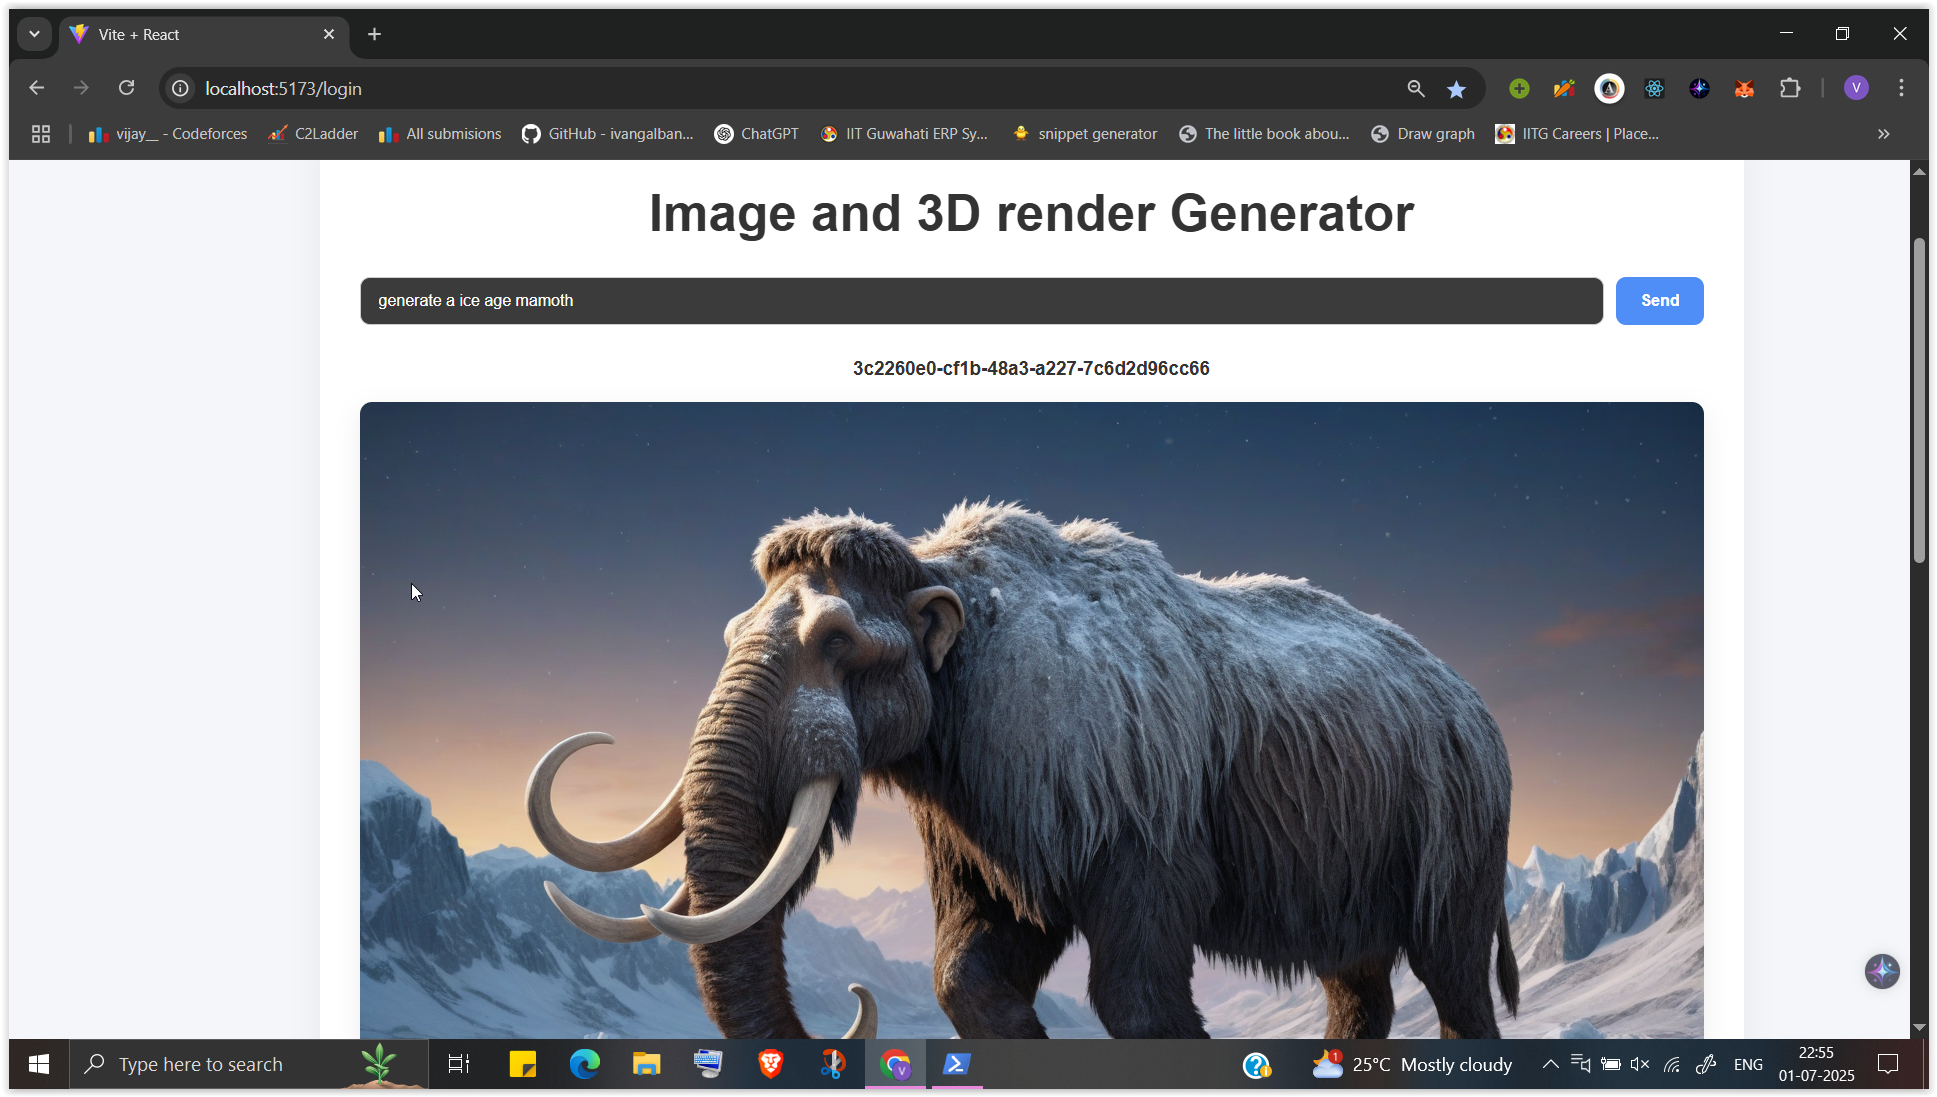 Vite + React
localhost:5173/login
V
vijay__ - Codeforces
C2Ladder
All submisions
GitHub - ivangalban...
ChatGPT
IIT Guwahati ERP Sy...
snippet generator
The little book abou...
Draw graph
IITG Careers | Place...
Image and 3D render Generator
generate a ice age mamoth
Send
3c2260e0-cf1b-48a3-a227-7c6d2d96cc66
Type here to search
V
1
25°C Mostly cloudy
ENG
22:55
01-07-2025